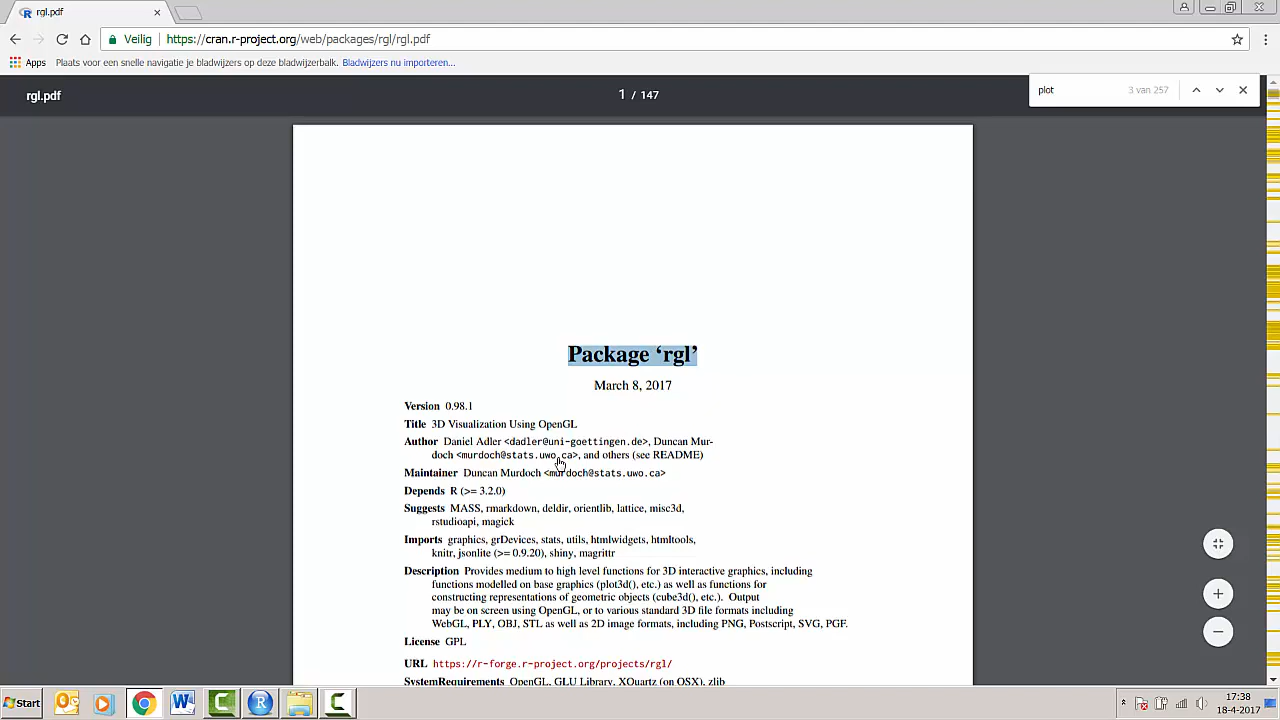 rgl.pdf
Veilig https://cran.r-project.org/web/packages/rgl/rgl.pdf
Apps Plaats voor een snelle navigatie je bladwijzers op deze bladwijzerbalk. Bladwijzers nu importeren...
rgl.pdf 1 / 147 plot 3 van 257
Package ‘rgl’
March 8, 2017
Version 0.98.1
Title 3D Visualization Using OpenGL
Author Daniel Adler <dadler@uni-goettingen.de>, Duncan Mur-
doch <murdoch@stats.uwo.ca>, and others (see README)
Maintainer Duncan Murdoch <murdoch@stats.uwo.ca>
Depends R (>= 3.2.0)
Suggests MASS, rmarkdown, deldir, orientlib, lattice, misc3d,
rstudioapi, magick
Imports graphics, grDevices, stats, utils, htmlwidgets, htmltools,
knitr, jsonlite (>= 0.9.20), shiny, magrittr
Description Provides medium to high level functions for 3D interactive graphics, including
functions modelled on base graphics (plot3d(), etc.) as well as functions for
constructing representations of geometric objects (cube3d(), etc.). Output
may be on screen using OpenGL, or to various standard 3D file formats including
WebGL, PLY, OBJ, STL as well as 2D image formats, including PNG, Postscript, SVG, PGF.
License GPL
URL https://r-forge.r-project.org/projects/rgl/
SystemRequirements OpenGL, GLU Library, XQuartz (on OSX), zlib
Start
17:38
18-4-2017